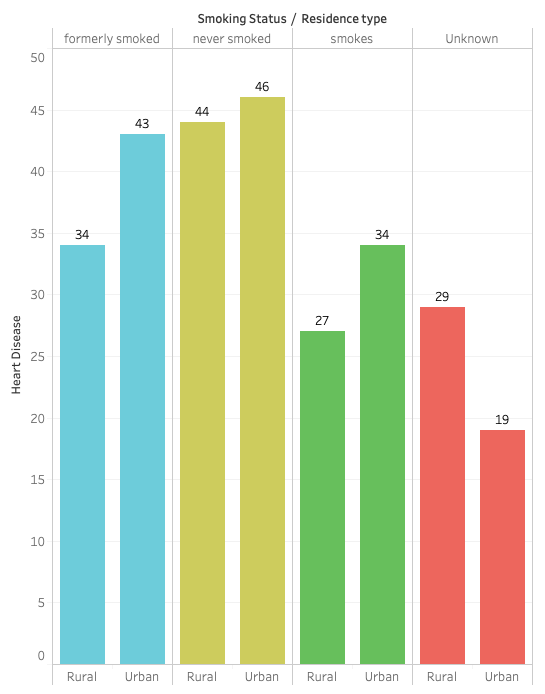 Smoking Status / Residence type
formerly smoked never smoked smokes Unknown
50
45
40
35
30
25
20
15
10
5
0
Heart Disease
34 43 44 46 27 34 29 19
Rural Urban Rural Urban Rural Urban Rural Urban